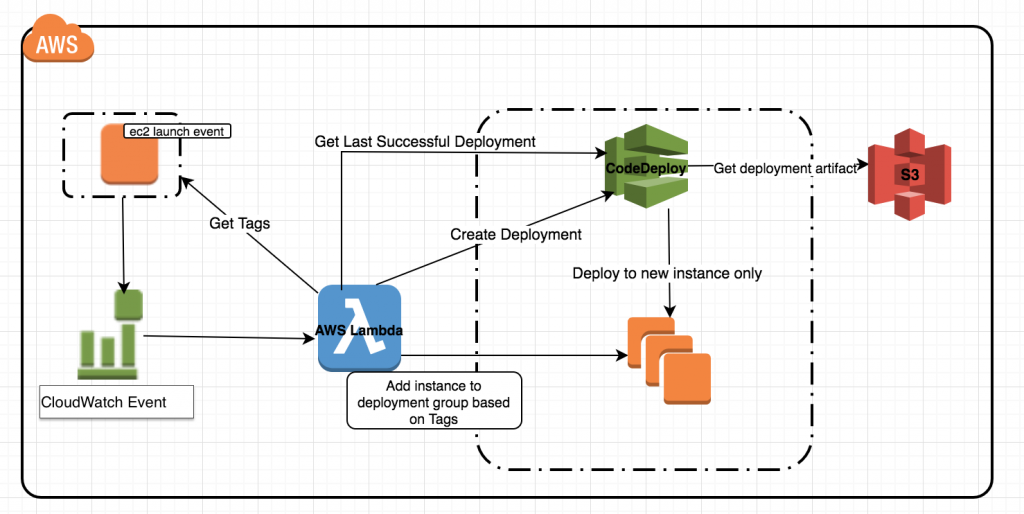 AWS
ec2 launch event
Get Last Successful Deployment
CodeDeploy
Get deployment artifact
S3
Get Tags
Create Deployment
Deploy to new instance only
AWS Lambda
CloudWatch Event
Add instance to
deployment group based
on Tags